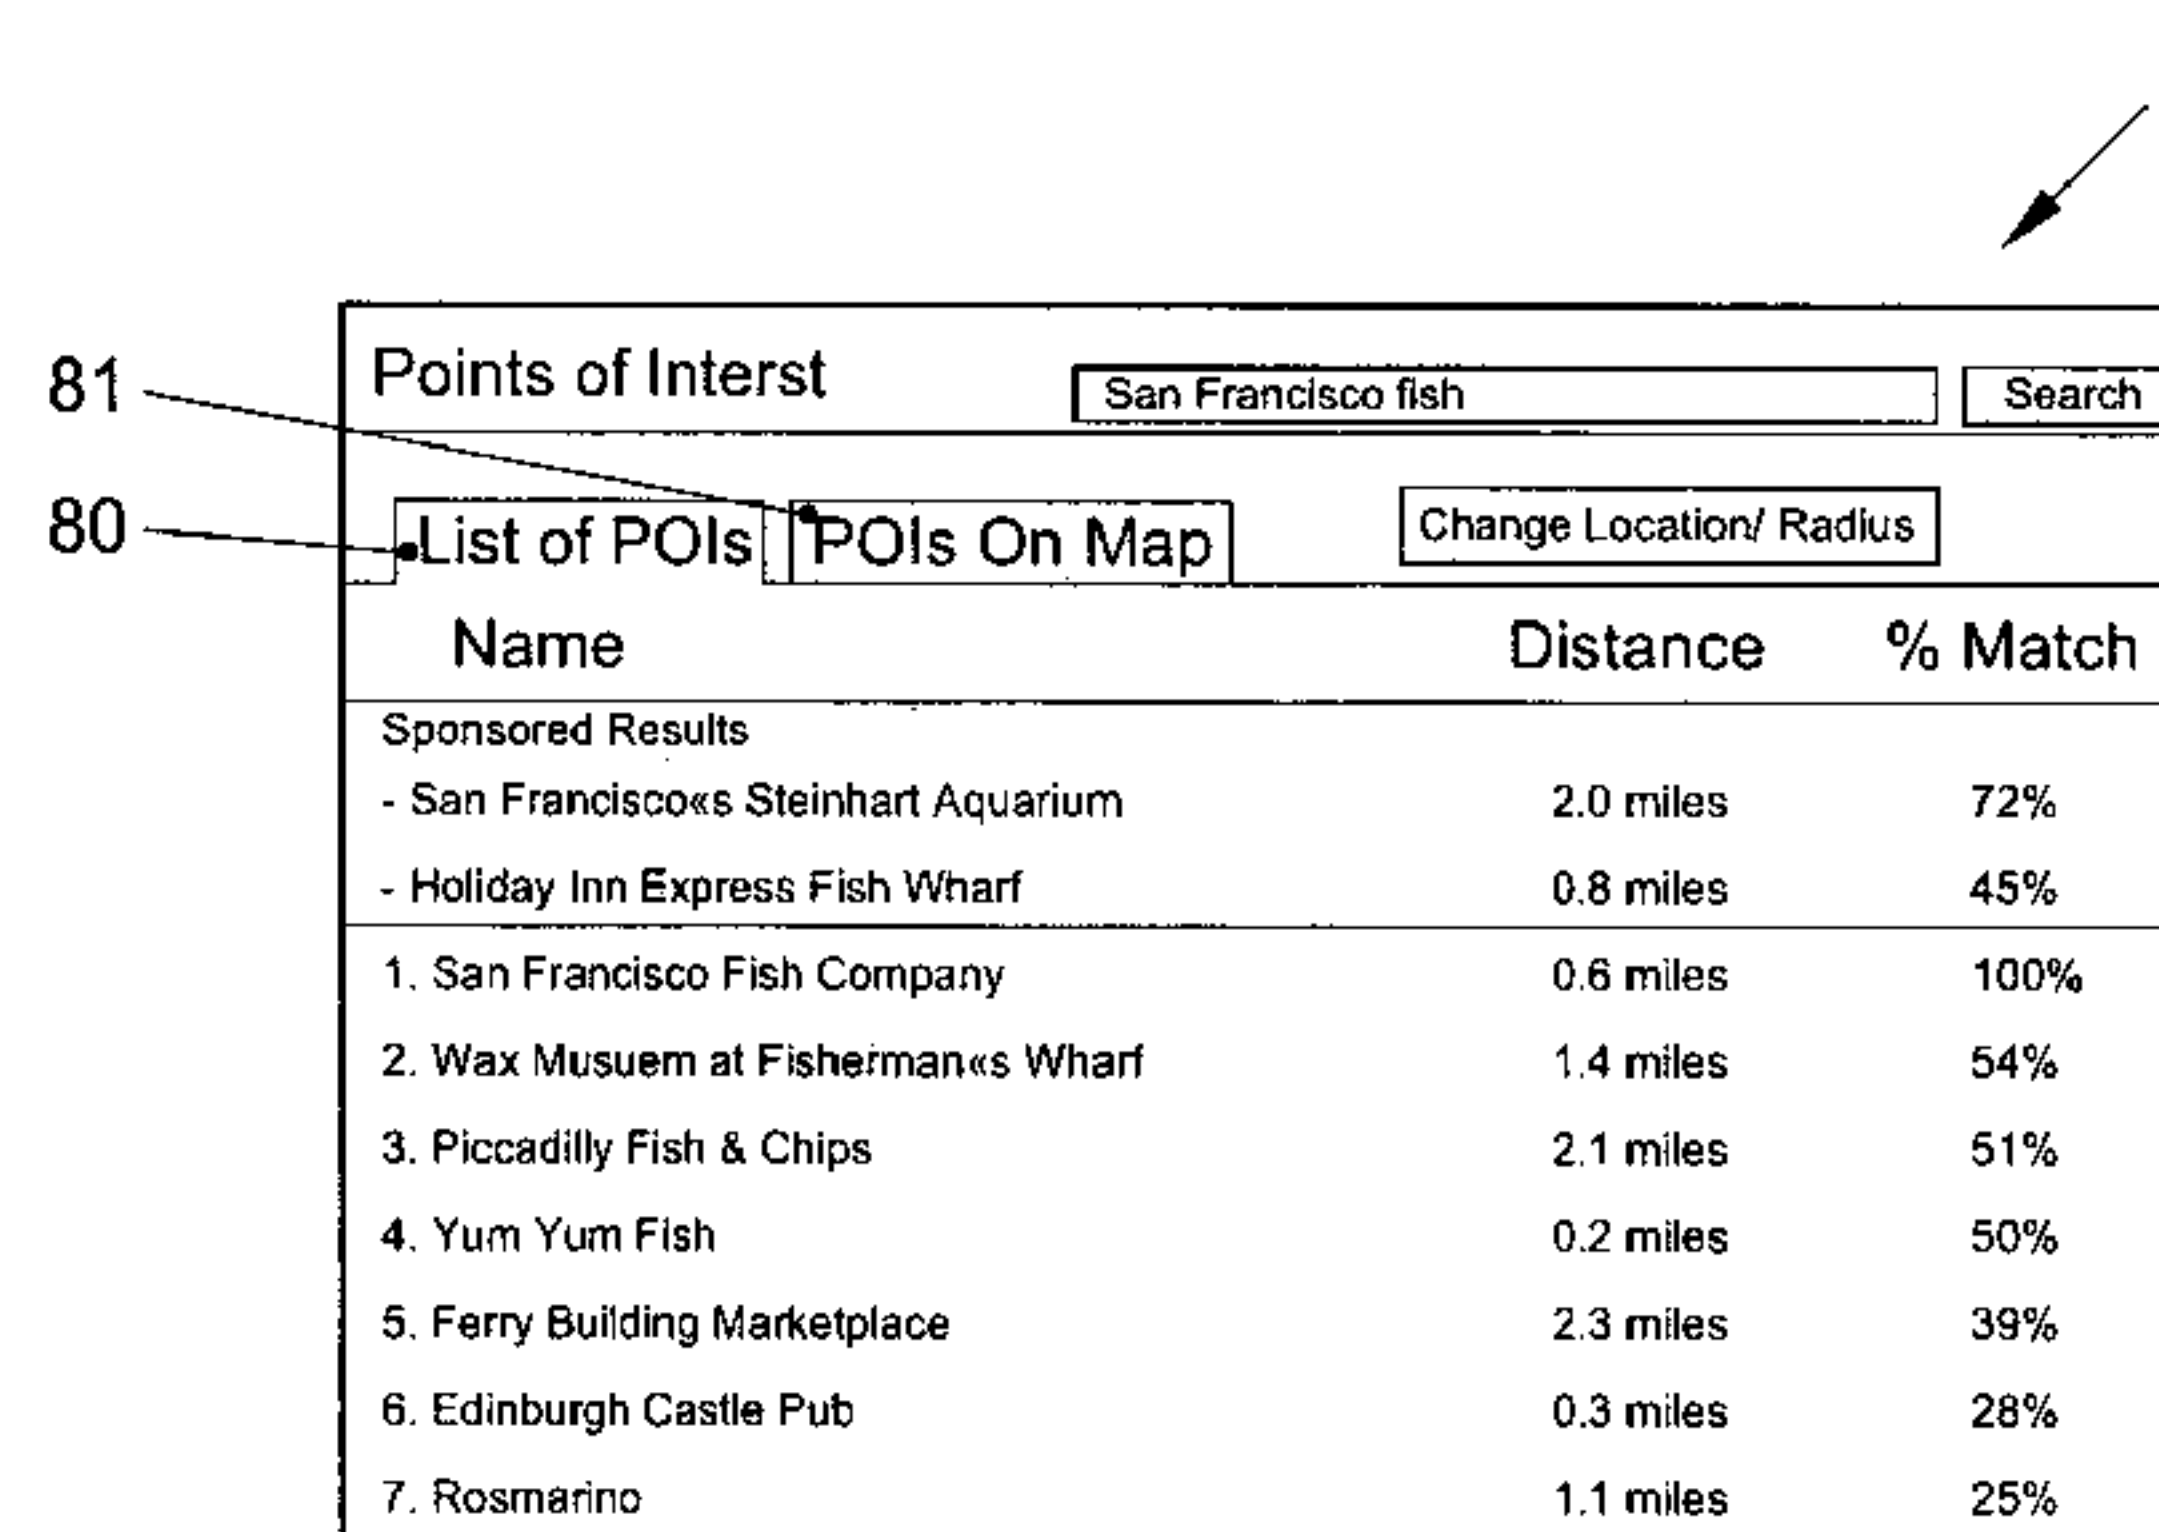 Points of Interst San Francisco fish Search
81
80 List of POIs POIs On Map Change Location/ Radius
Name Distance % Match
Sponsored Results
- San Francisco«s Steinhart Aquarium 2.0 miles 72%
- Holiday Inn Express Fish Wharf 0.8 miles 45%
1. San Francisco Fish Company 0.6 miles 100%
2. Wax Musuem at Fisherman«s Wharf 1.4 miles 54%
3. Piccadilly Fish & Chips 2.1 miles 51%
4. Yum Yum Fish 0.2 miles 50%
5. Ferry Building Marketplace 2.3 miles 39%
6. Edinburgh Castle Pub 0.3 miles 28%
7. Rosmarino 1.1 miles 25%